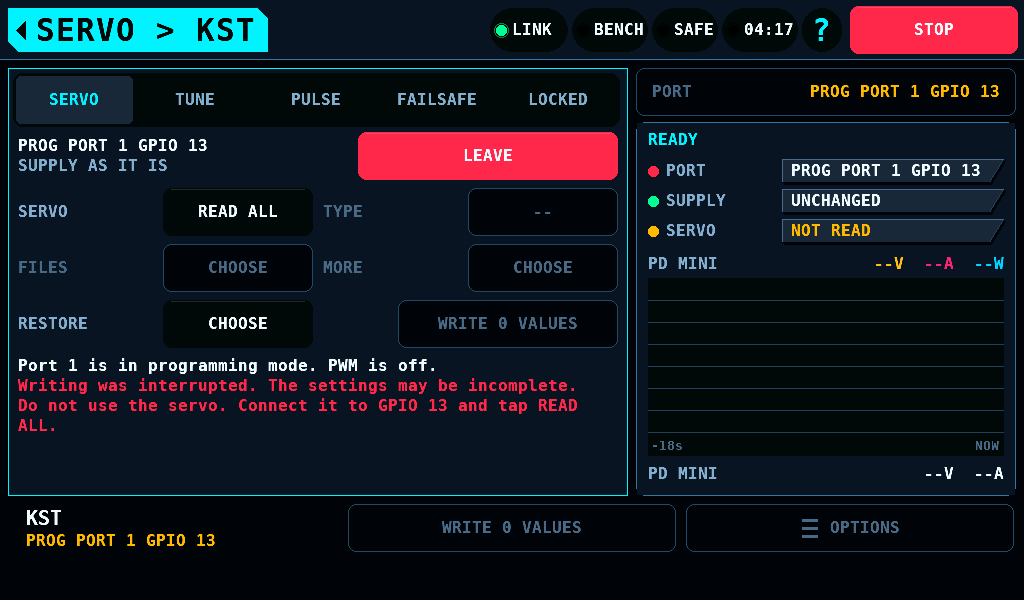 SERVO > KST
LINK
BENCH
SAFE
04:17
?
STOP
SERVO
TUNE
PULSE
FAILSAFE
LOCKED
PROG PORT 1 GPIO 13
SUPPLY AS IT IS
LEAVE
SERVO
READ ALL
TYPE
--
FILES
CHOOSE
MORE
CHOOSE
RESTORE
CHOOSE
WRITE 0 VALUES
Port 1 is in programming mode. PWM is off.
Writing was interrupted. The settings may be incomplete.
Do not use the servo. Connect it to GPIO 13 and tap READ
ALL.
PORT
PROG PORT 1 GPIO 13
READY
PORT
PROG PORT 1 GPIO 13
SUPPLY
UNCHANGED
SERVO
NOT READ
PD MINI
--V
--A
--W
-18s
NOW
PD MINI
--V
--A
KST
PROG PORT 1 GPIO 13
WRITE 0 VALUES
OPTIONS